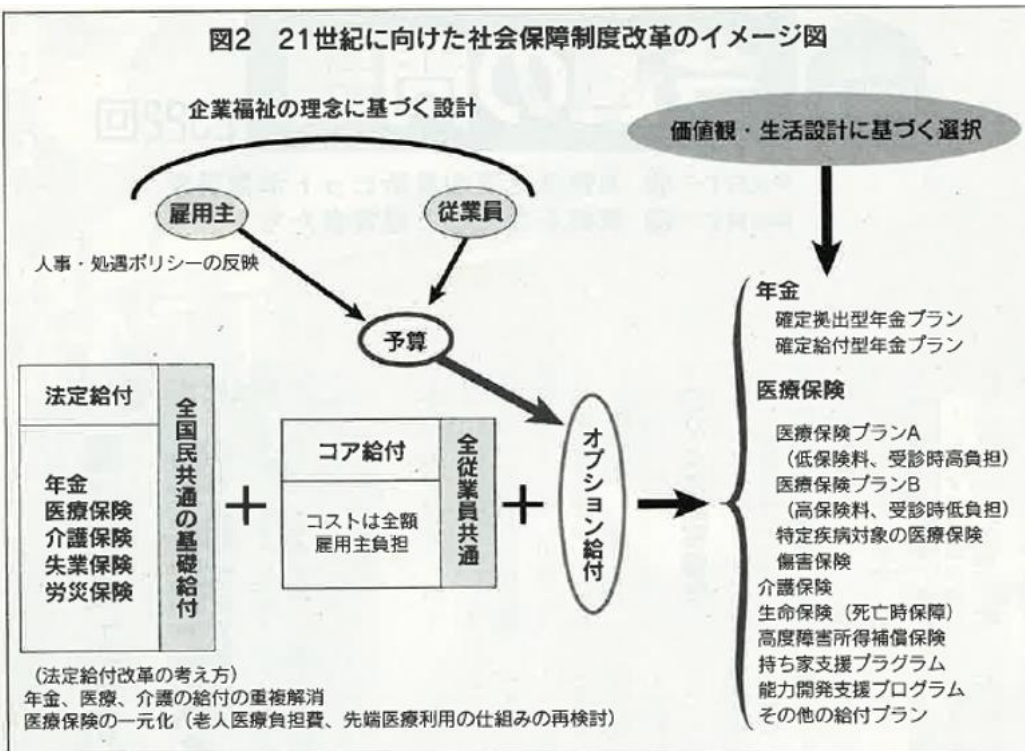 図2 21世紀に向けた社会保障制度改革のイメージ図
企業福祉の理念に基づく設計
価値観・生活設計に基づく選択
雇用主
従業員
人事・処遇ポリシーの反映
予算
法定給付
年金
医療保険
介護保険
失業保険
労災保険
全国民共通の基礎給付
+
コア給付
コストは全額
雇用主負担
全従業員共通
+
オプション給付
年金
確定拠出型年金プラン
確定給付型年金プラン
医療保険
医療保険プランA
(低保険料、受診時高負担)
医療保険プランB
(高保険料、受診時低負担)
特定疾病対象の医療保険
傷害保険
介護保険
生命保険(死亡時保障)
高度障害所得補償保険
持ち家支援プラグラム
能力開発支援プログラム
その他の給付プラン
(法定給付改革の考え方)
年金、医療、介護の給付の重複解消
医療保険の一元化(老人医療負担費、先端医療利用の仕組みの再検討)